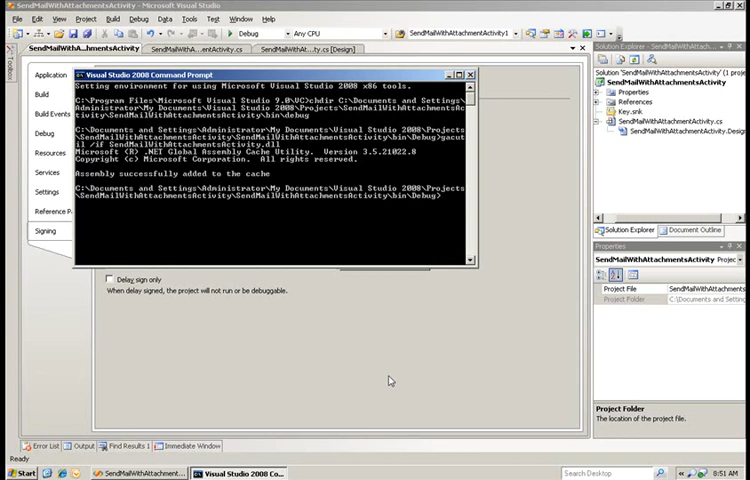 SendMailWithAttachmentsActivity - Microsoft Visual Studio
File Edit View Project Build Debug Data Tools Test Window Help
Debug Any CPU SendMailWithAttachmentActivity1
SendMailWithA...hmentsActivity SendMailWithA...entActivity.cs SendMailWithAt...ty.cs [Design]
Toolbox
Application
Build
Build Events
Debug
Resources
Services
Settings
Reference P
Signing
Visual Studio 2008 Command Prompt
Setting environment for using Microsoft Visual Studio 2008 x86 tools.
C:\Program Files\Microsoft Visual Studio 9.0\VC>chdir C:\Documents and Settings\
Administrator\My Documents\Visual Studio 2008\Projects\SendMailWithAttachmentsAc
tivity\SendMailWithAttachmentsActivity\bin\debug
C:\Documents and Settings\Administrator\My Documents\Visual Studio 2008\Projects
\SendMailWithAttachmentsActivity\SendMailWithAttachmentsActivity\bin\Debug>gacut
il /if SendMailWithAttachmentsActivity.dll
Microsoft (R) .NET Global Assembly Cache Utility.  Version 3.5.21022.8
Copyright (c) Microsoft Corporation.  All rights reserved.
Assembly successfully added to the cache
C:\Documents and Settings\Administrator\My Documents\Visual Studio 2008\Projects
\SendMailWithAttachmentsActivity\SendMailWithAttachmentsActivity\bin\Debug>
Delay sign only
When delay signed, the project will not run or be debuggable.
Solution Explorer - SendMailWithAttach
Solution 'SendMailWithAttachmentsActivity' (1 pro
SendMailWithAttachmentsActivity
Properties
References
Key.snk
SendMailWithAttachmentActivity.cs
SendMailWithAttachmentActivity.Design
Solution Explorer Document Outline
Properties
SendMailWithAttachmentsActivity Projec
Project File SendMailWithAttachments
Project Folder C:\Documents and Setting
Project Folder
The location of the project file.
Error List Output Find Results 1 Immediate Window
Ready
Start SendMailWithAttachment... Visual Studio 2008 Co... Search Desktop 8:51 AM